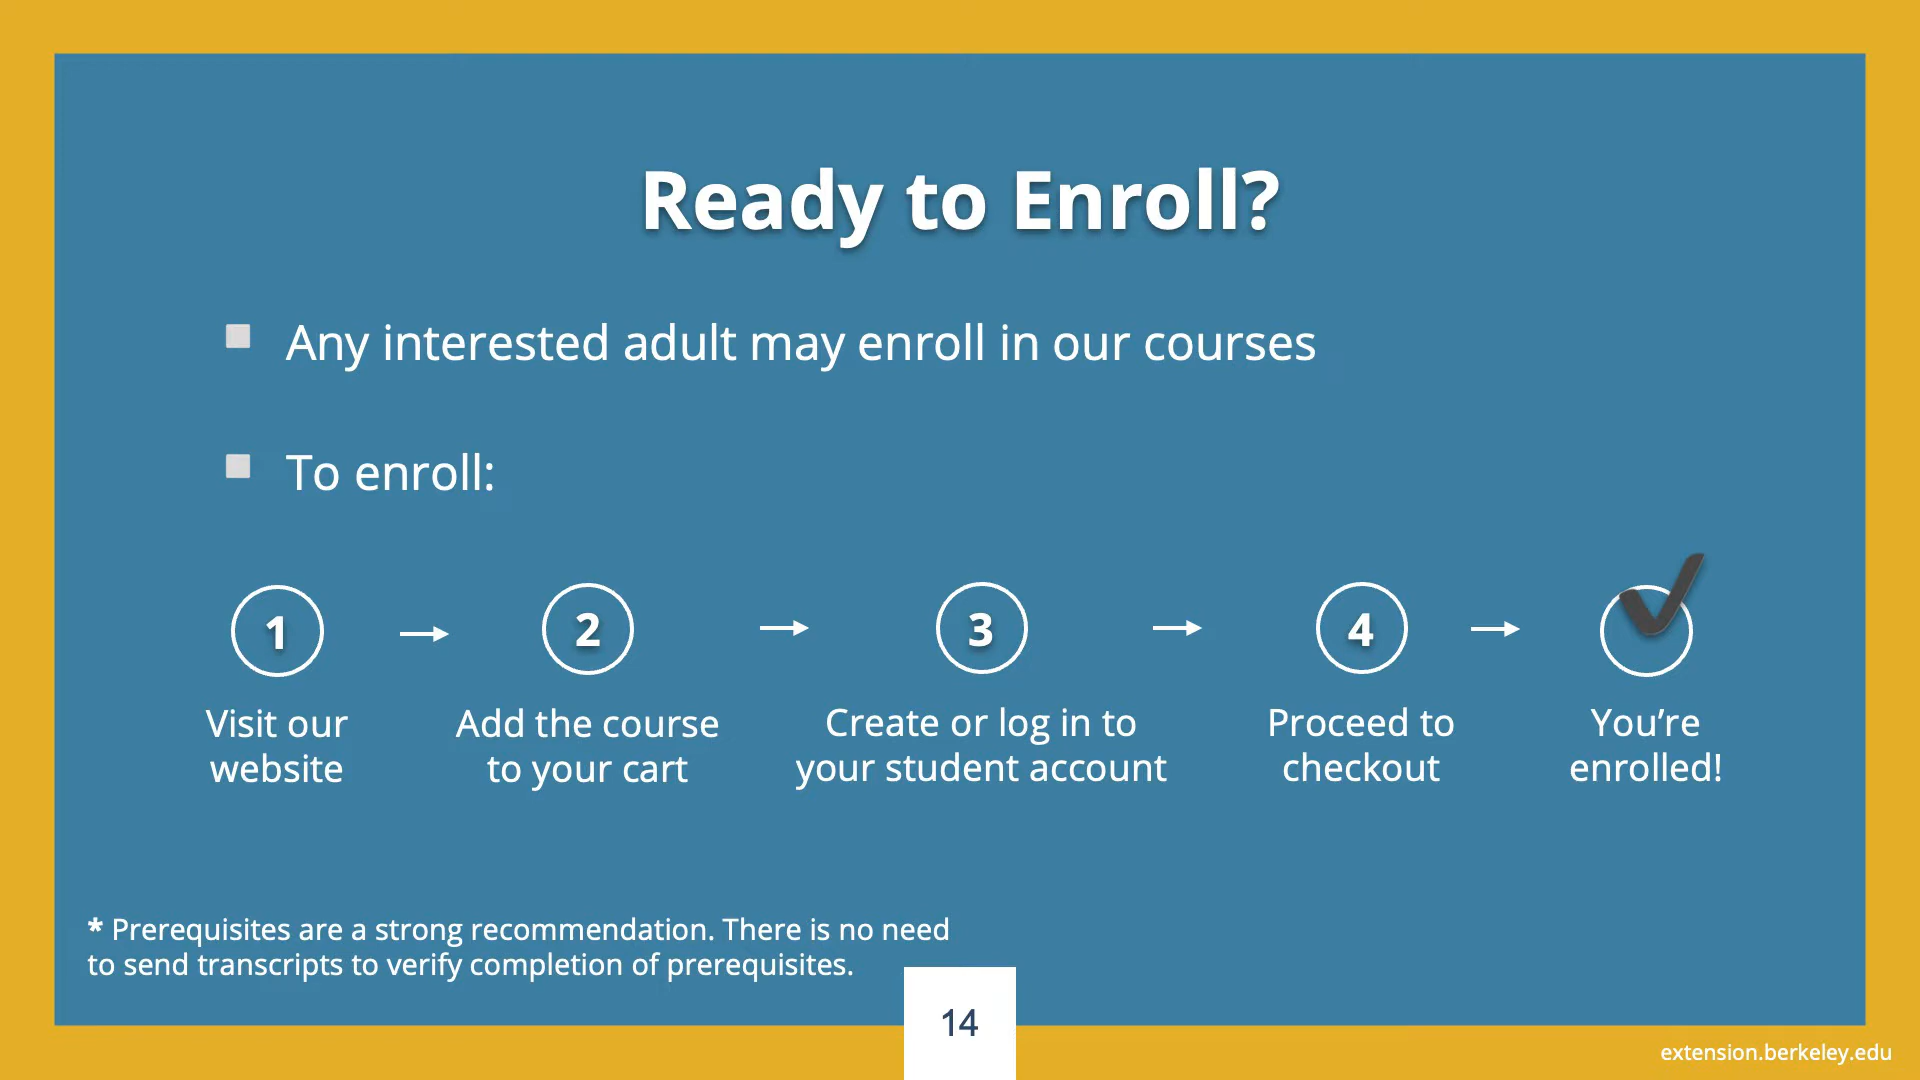 Ready to Enroll?
Any interested adult may enroll in our courses
To enroll:
1
2
3
4
Visit our
website
Add the course
to your cart
Create or log in to
your student account
Proceed to
checkout
You’re
enrolled!
* Prerequisites are a strong recommendation. There is no need
to send transcripts to verify completion of prerequisites.
14
extension.berkeley.edu